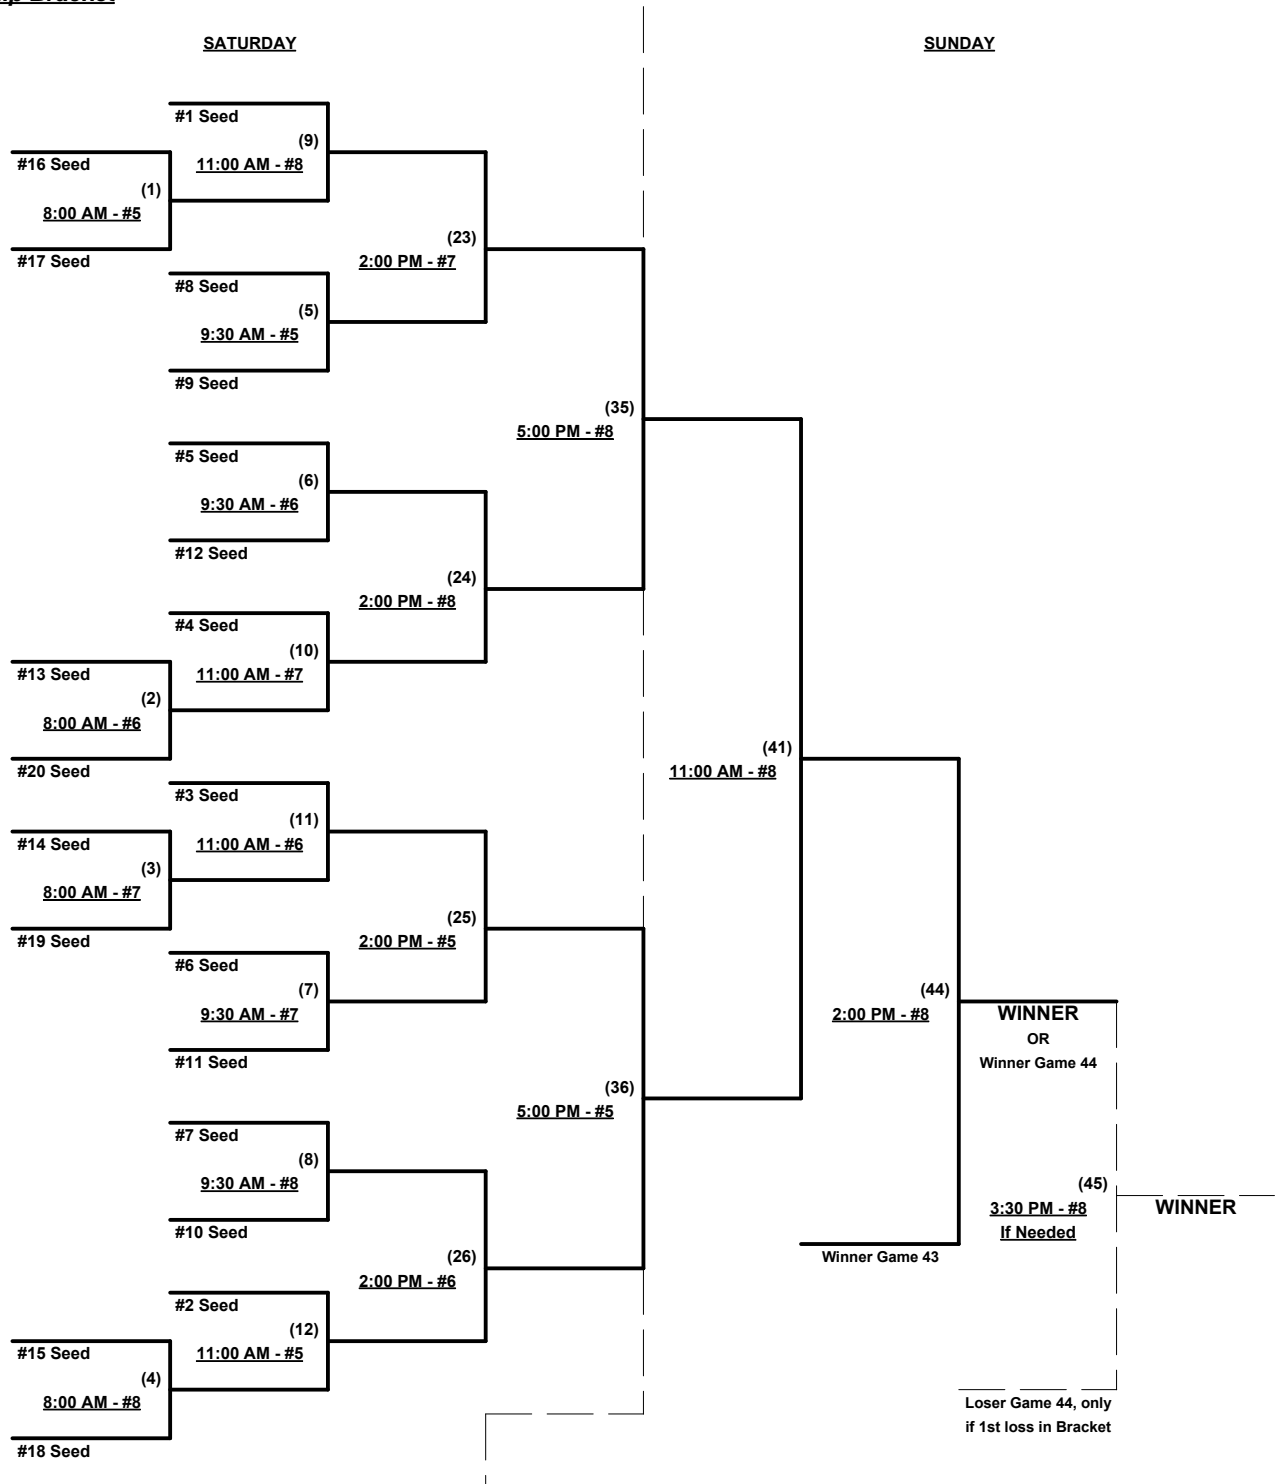 SATURDAY
SUNDAY
#1 Seed
(9)
#16 Seed
11:00 AM - #8
(1)
8:00 AM - #5
(23)
#17 Seed
2:00 PM - #7
#8 Seed
(5)
9:30 AM - #5
#9 Seed
(35)
5:00 PM - #8
#5 Seed
(6)
9:30 AM - #6
#12 Seed
(24)
2:00 PM - #8
#4 Seed
(10)
#13 Seed
11:00 AM - #7
(2)
8:00 AM - #6
(41)
#20 Seed
11:00 AM - #8
#3 Seed
(11)
#14 Seed
11:00 AM - #6
(3)
8:00 AM - #7
(25)
#19 Seed
2:00 PM - #5
#6 Seed
(7)
(44)
9:30 AM - #7
2:00 PM - #8
WINNER
OR
#11 Seed
Winner Game 44
(36)
5:00 PM - #5
#7 Seed
(8)
9:30 AM - #8
(45)
3:30 PM - #8
WINNER
#10 Seed
If Needed
(26)
Winner Game 43
2:00 PM - #6
#2 Seed
(12)
#15 Seed
11:00 AM - #5
(4)
8:00 AM - #8
Loser Game 44, only
if 1st loss in Bracket
#18 Seed